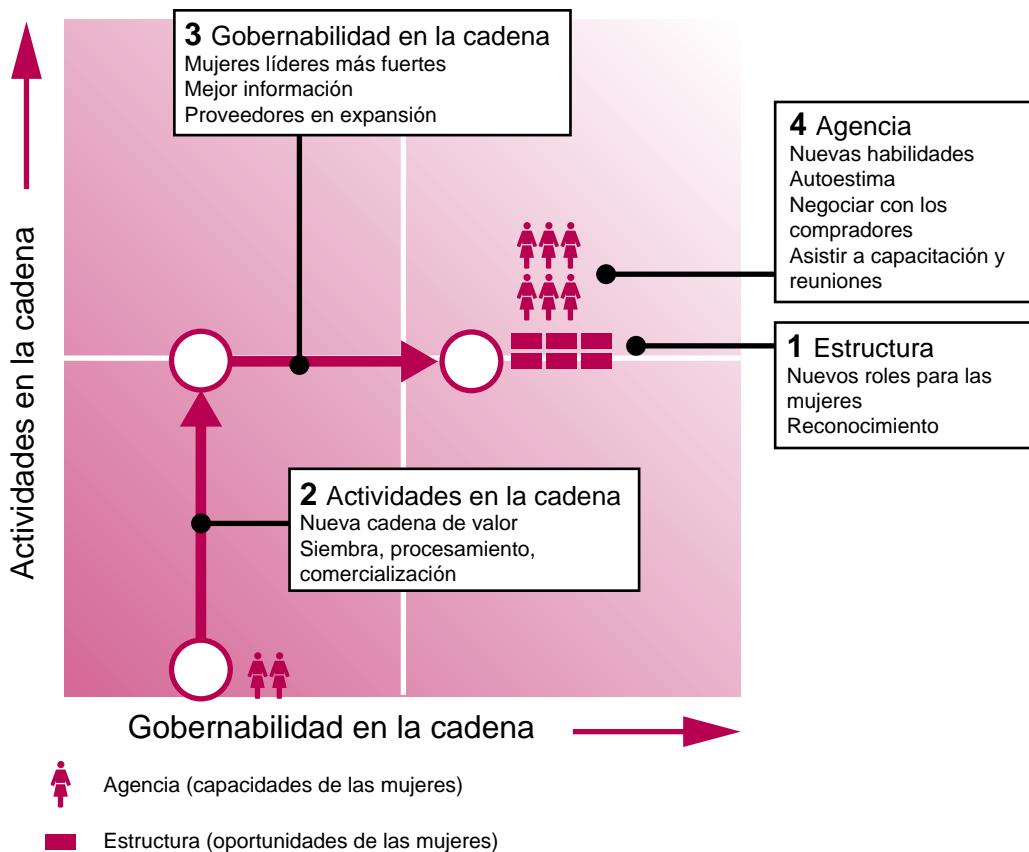 3 Gobernabilidad en la cadena
Mujeres líderes más fuertes
Mejor información
Proveedores en expansión
4 Agencia
Nuevas habilidades
Autoestima
Negociar con los
compradores
Asistir a capacitación y
reuniones
1 Estructura
Nuevos roles para las
mujeres
Reconocimiento
2 Actividades en la cadena
Nueva cadena de valor
Siembra, procesamiento,
comercialización
Actividades en la cadena
Gobernabilidad en la cadena
Agencia (capacidades de las mujeres)
Estructura (oportunidades de las mujeres)